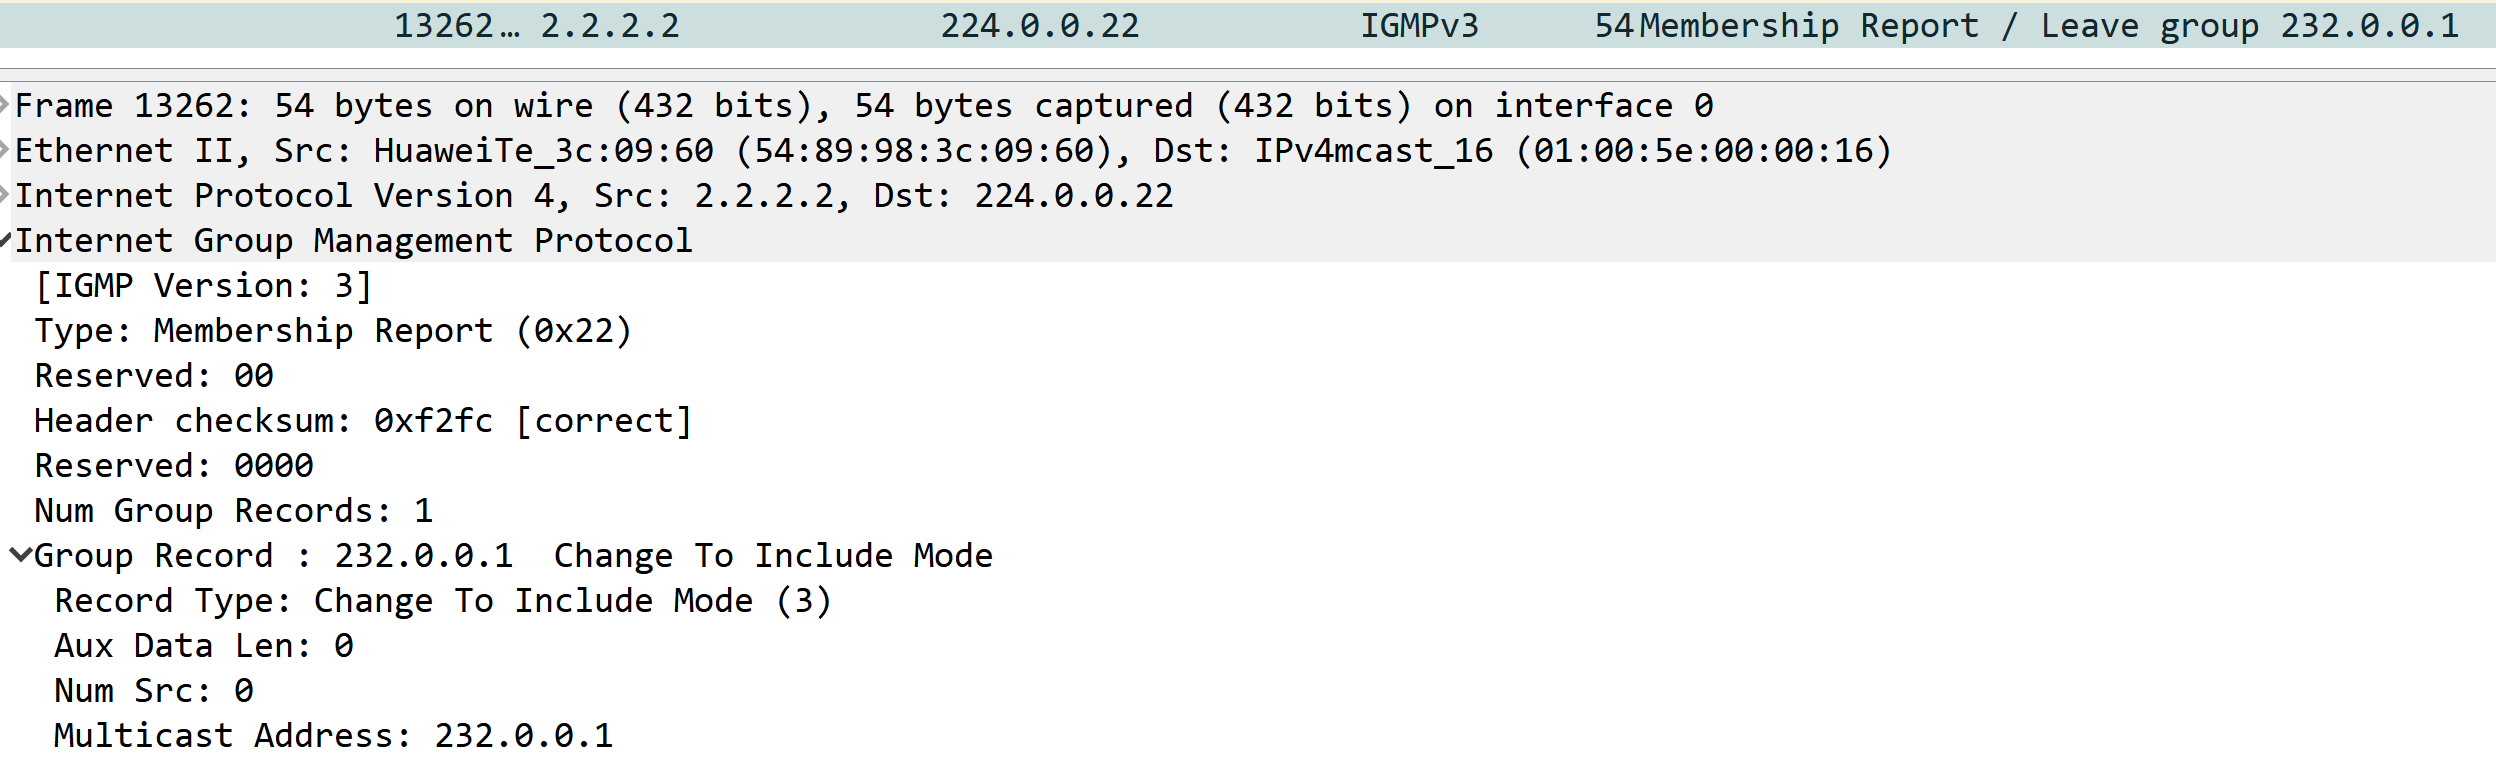 13262… 2.2.2.2 224.0.0.22 IGMPv3 54 Membership Report / Leave group 232.0.0.1
Frame 13262: 54 bytes on wire (432 bits), 54 bytes captured (432 bits) on interface 0
Ethernet II, Src: HuaweiTe_3c:09:60 (54:89:98:3c:09:60), Dst: IPv4mcast_16 (01:00:5e:00:00:16)
Internet Protocol Version 4, Src: 2.2.2.2, Dst: 224.0.0.22
Internet Group Management Protocol
[IGMP Version: 3]
Type: Membership Report (0x22)
Reserved: 00
Header checksum: 0xf2fc [correct]
Reserved: 0000
Num Group Records: 1
Group Record : 232.0.0.1  Change To Include Mode
Record Type: Change To Include Mode (3)
Aux Data Len: 0
Num Src: 0
Multicast Address: 232.0.0.1